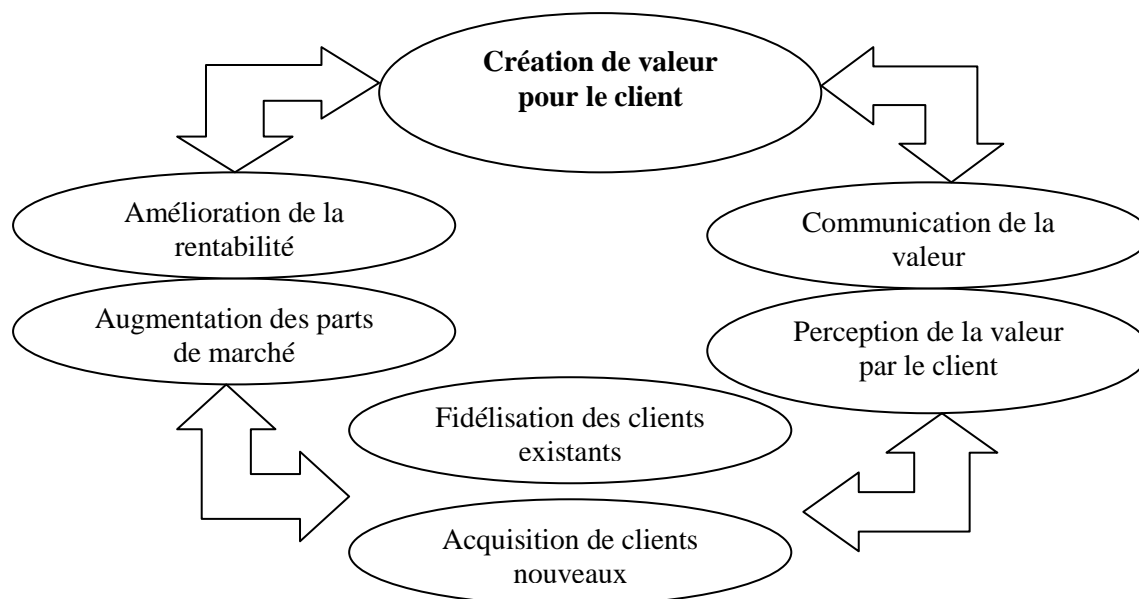 Création de valeur
pour le client
Amélioration de la
rentabilité
Communication de la
valeur
Augmentation des parts
de marché
Perception de la valeur
par le client
Fidélisation des clients
existants
Acquisition de clients
nouveaux